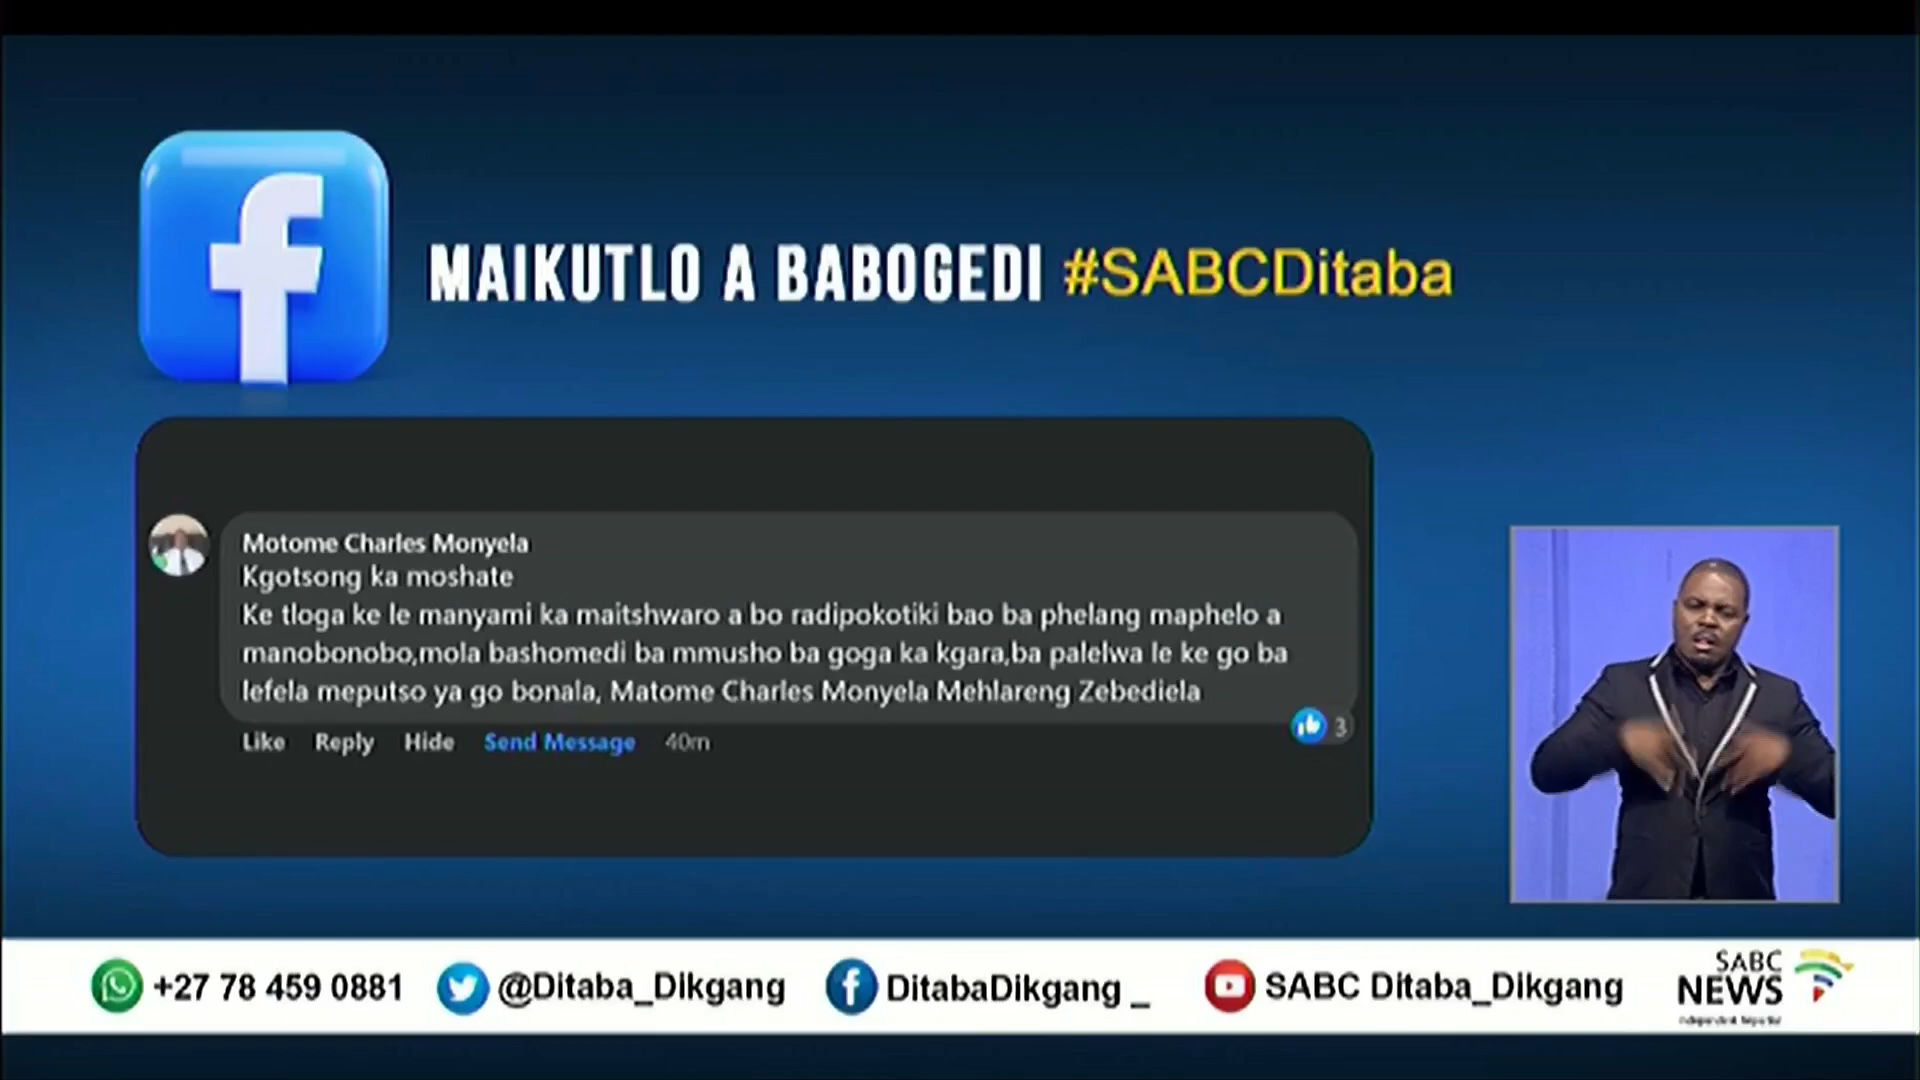 MAIKUTLO A BABOGEDI #SABCDitaba
Motome Charles Monyela
Kgotsong ka moshate
Ke tloga ke le manyami ka maitshwaro a bo radipokotiki bao ba phelang maphelo a
manobonobo,mola bashomedi ba mmusho ba goga ka kgara,ba palelwa le ke go ba
lefela meputso ya go bonala, Matome Charles Monyela Mehlareng Zebediela
Like Reply Hide Send Message 40m
3
+27 78 459 0881 @Ditaba_Dikgang DitabaDikgang _ SABC Ditaba_Dikgang
SABC
NEWS